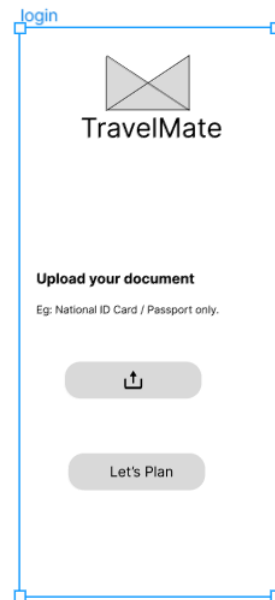 login
TravelMate
Upload your document
Eg: National ID Card / Passport only.
Let's Plan